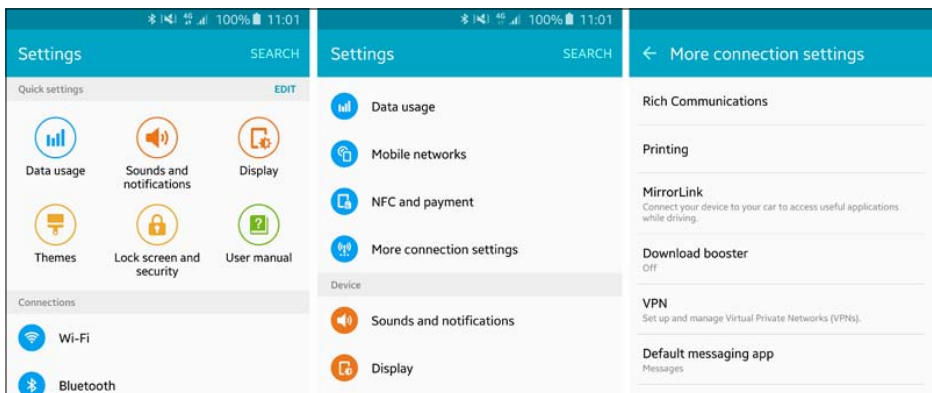 100% 11:01
Settings
SEARCH
Quick settings
EDIT
Data usage
Sounds and
notifications
Display
Themes
Lock screen and
security
User manual
Connections
Wi-Fi
Bluetooth
4G 100% 11:01
Settings
SEARCH
Data usage
Mobile networks
NFC and payment
More connection settings
Device
Sounds and notifications
Display
More connection settings
Rich Communications
Printing
MirrorLink
Connect your device to your car to access useful applications
while driving.
Download booster
Off
VPN
Set up and manage Virtual Private Networks (VPNs).
Default messaging app
Messages